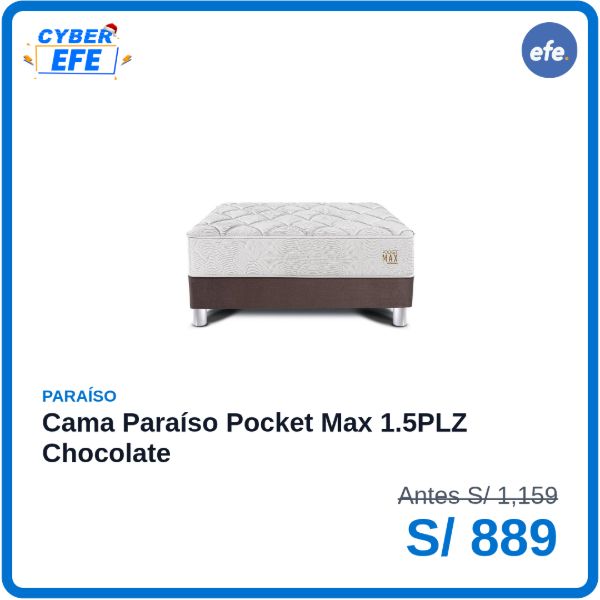 CYBER
EFE
efe.
MAX
PARAÍSO
Cama Paraíso Pocket Max 1.5PLZ
Chocolate
Antes S/ 1,159
S/ 889